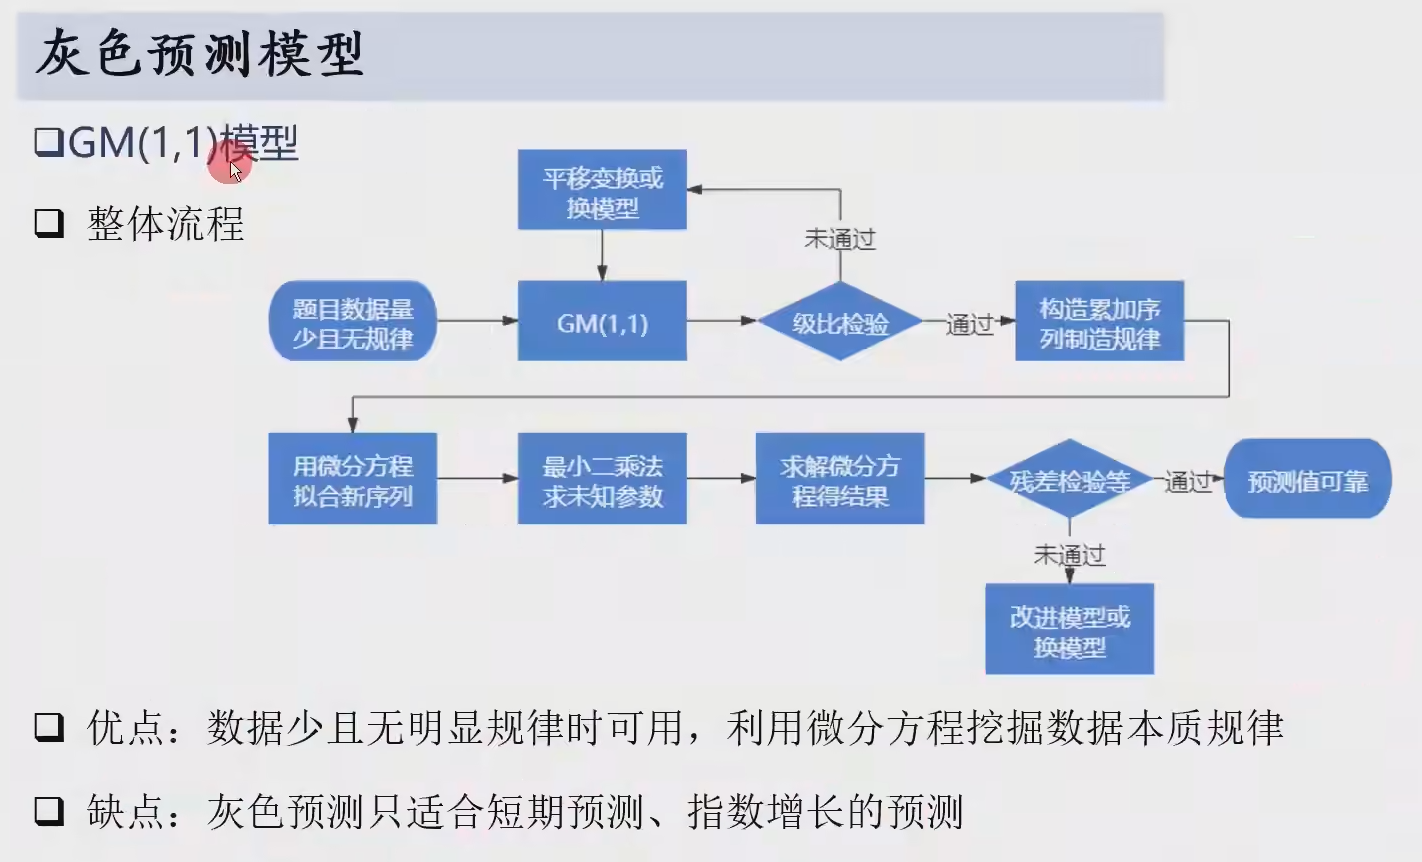 灰色预测模型
GM(1,1)模型
整体流程
平移变换或
换模型
未通过
题目数据量
少且无规律
GM(1,1)
级比检验
通过
构造累加序
列制造规律
用微分方程
拟合新序列
最小二乘法
求未知参数
求解微分方
程得结果
残差检验等
通过
预测值可靠
未通过
改进模型或
换模型
优点：数据少且无明显规律时可用，利用微分方程挖掘数据本质规律
缺点：灰色预测只适合短期预测、指数增长的预测